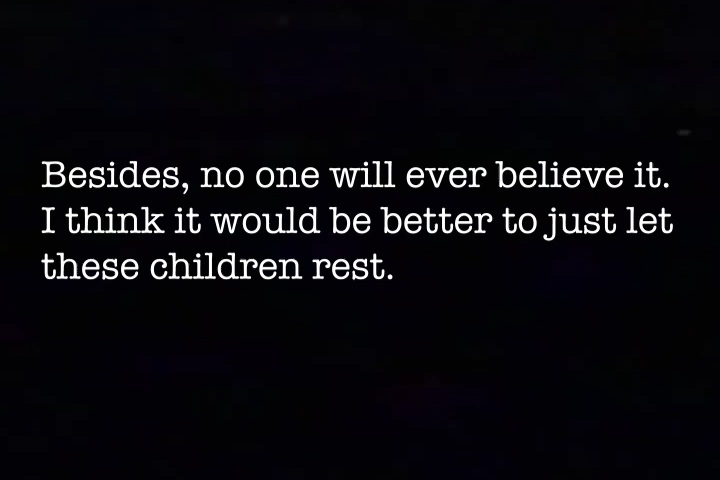 Besides, no one will ever believe it.
I think it would be better to just let
these children rest.